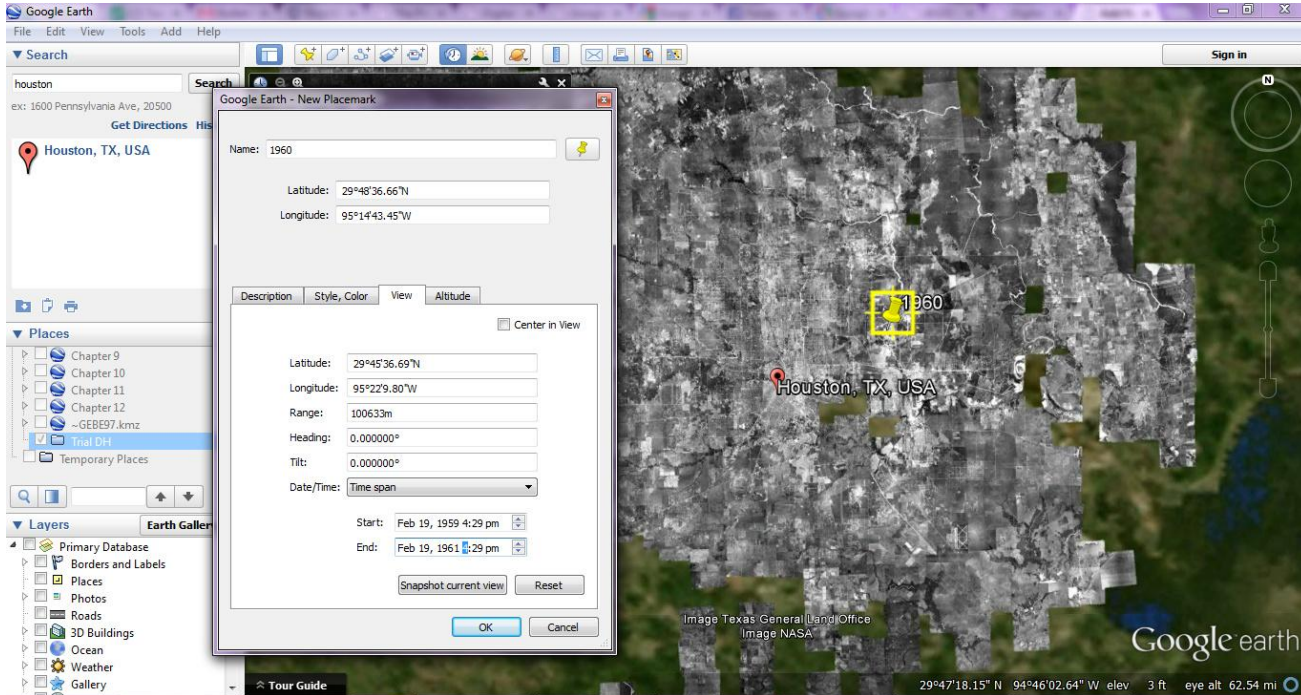 Google Earth
File Edit View Tools Add Help
Search
Sign in
houston
Search
ex: 1600 Pennsylvania Ave, 20500
Get Directions His
Houston, TX, USA
Google Earth - New Placemark
Name: 1960
Latitude: 29°48'36.66"N
Longitude: 95°14'43.45"W
Description Style, Color View Altitude
Center in View
Latitude: 29°45'36.69"N
Longitude: 95°22'9.80"W
Range: 100633m
Heading: 0.000000°
Tilt: 0.000000°
Date/Time: Time span
Start: Feb 19, 1959 4:29 pm
End: Feb 19, 1961 4:29 pm
Snapshot current view Reset
OK Cancel
Places
Chapter 9
Chapter 10
Chapter 11
Chapter 12
~GEBE97.kmz
Trial DH
Temporary Places
Layers
Earth Galler
Primary Database
Borders and Labels
Places
Photos
Roads
3D Buildings
Ocean
Weather
Gallery
N
1960
Houston, TX, USA
Image Texas General Land Office
Image NASA
Google earth
Tour Guide
29°47'18.15" N 94°46'02.64" W elev 3 ft eye alt 62.54 mi